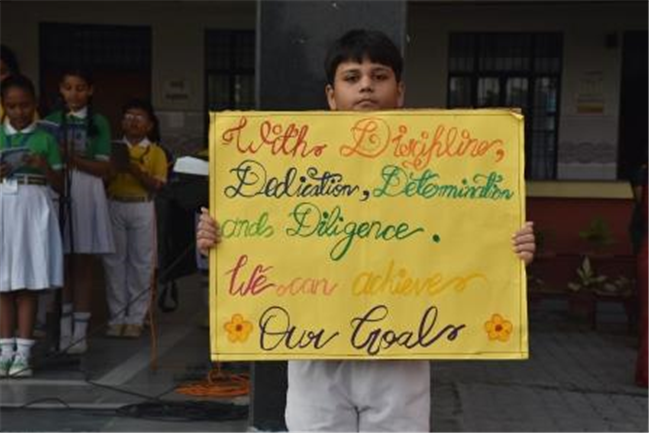 With Discipline,
Dedication, Determination
and Diligence.
We can achieve
Our Goals